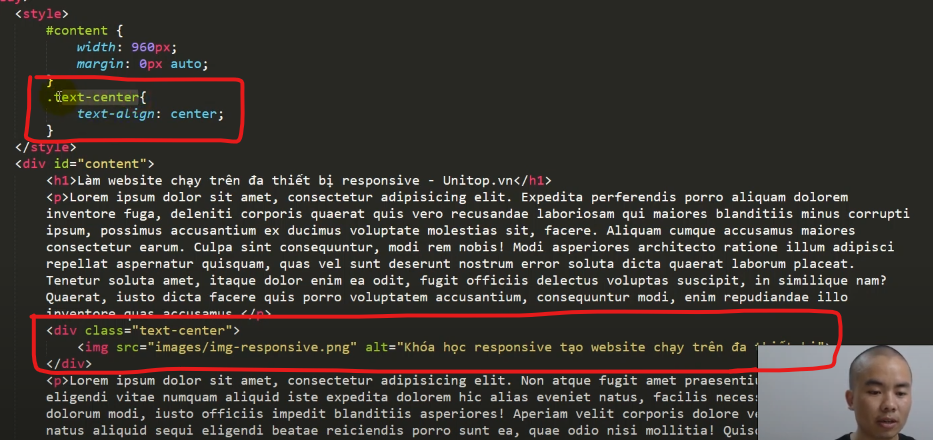 <style>
#content {
width: 960px;
margin: 0px auto;
}
.text-center{
text-align: center;
}
</style>
<div id="content">
<h1>Làm website chạy trên đa thiết bị responsive - Unitop.vn</h1>
<p>Lorem ipsum dolor sit amet, consectetur adipisicing elit. Expedita perferendis porro aliquam dolorem
inventore fuga, deleniti corporis quaerat quis vero recusandae laboriosam qui maiores blanditiis minus corrupti
ipsum, possimus accusantium ex ducimus voluptate molestias sit, facere. Aliquam cumque accusamus maiores
consectetur earum. Culpa sint consequuntur, modi rem nobis! Modi asperiores architecto ratione illum adipisci
repellat aspernatur quisquam, quas vel sunt deserunt nostrum error soluta dicta quaerat laborum placeat.
Tenetur soluta amet, itaque dolor enim ea odit, fugit officiis delectus voluptas suscipit, in similique nam?
Quaerat, iusto dicta facere quis porro voluptatem accusantium, consequuntur modi, enim repudiandae illo
inventore quas accusamus.</p>
<div class="text-center">
<img src="images/img-responsive.png" alt="Khóa học responsive tạo website chạy trên đa thiết bị"
</div>
<p>Lorem ipsum dolor sit amet, consectetur adipisicing elit. Non atque fugit amet
eligendi vitae numquam aliquid iste expedita dolorem hic alias eveniet natus, facilis
dolorum modi, iusto officiis impedit blanditiis asperiores! Aperiam velit corporis dolore
natus aliquid sequi eligendi beatae reiciendis porro sunt ea, quae odio nisi mollitia!